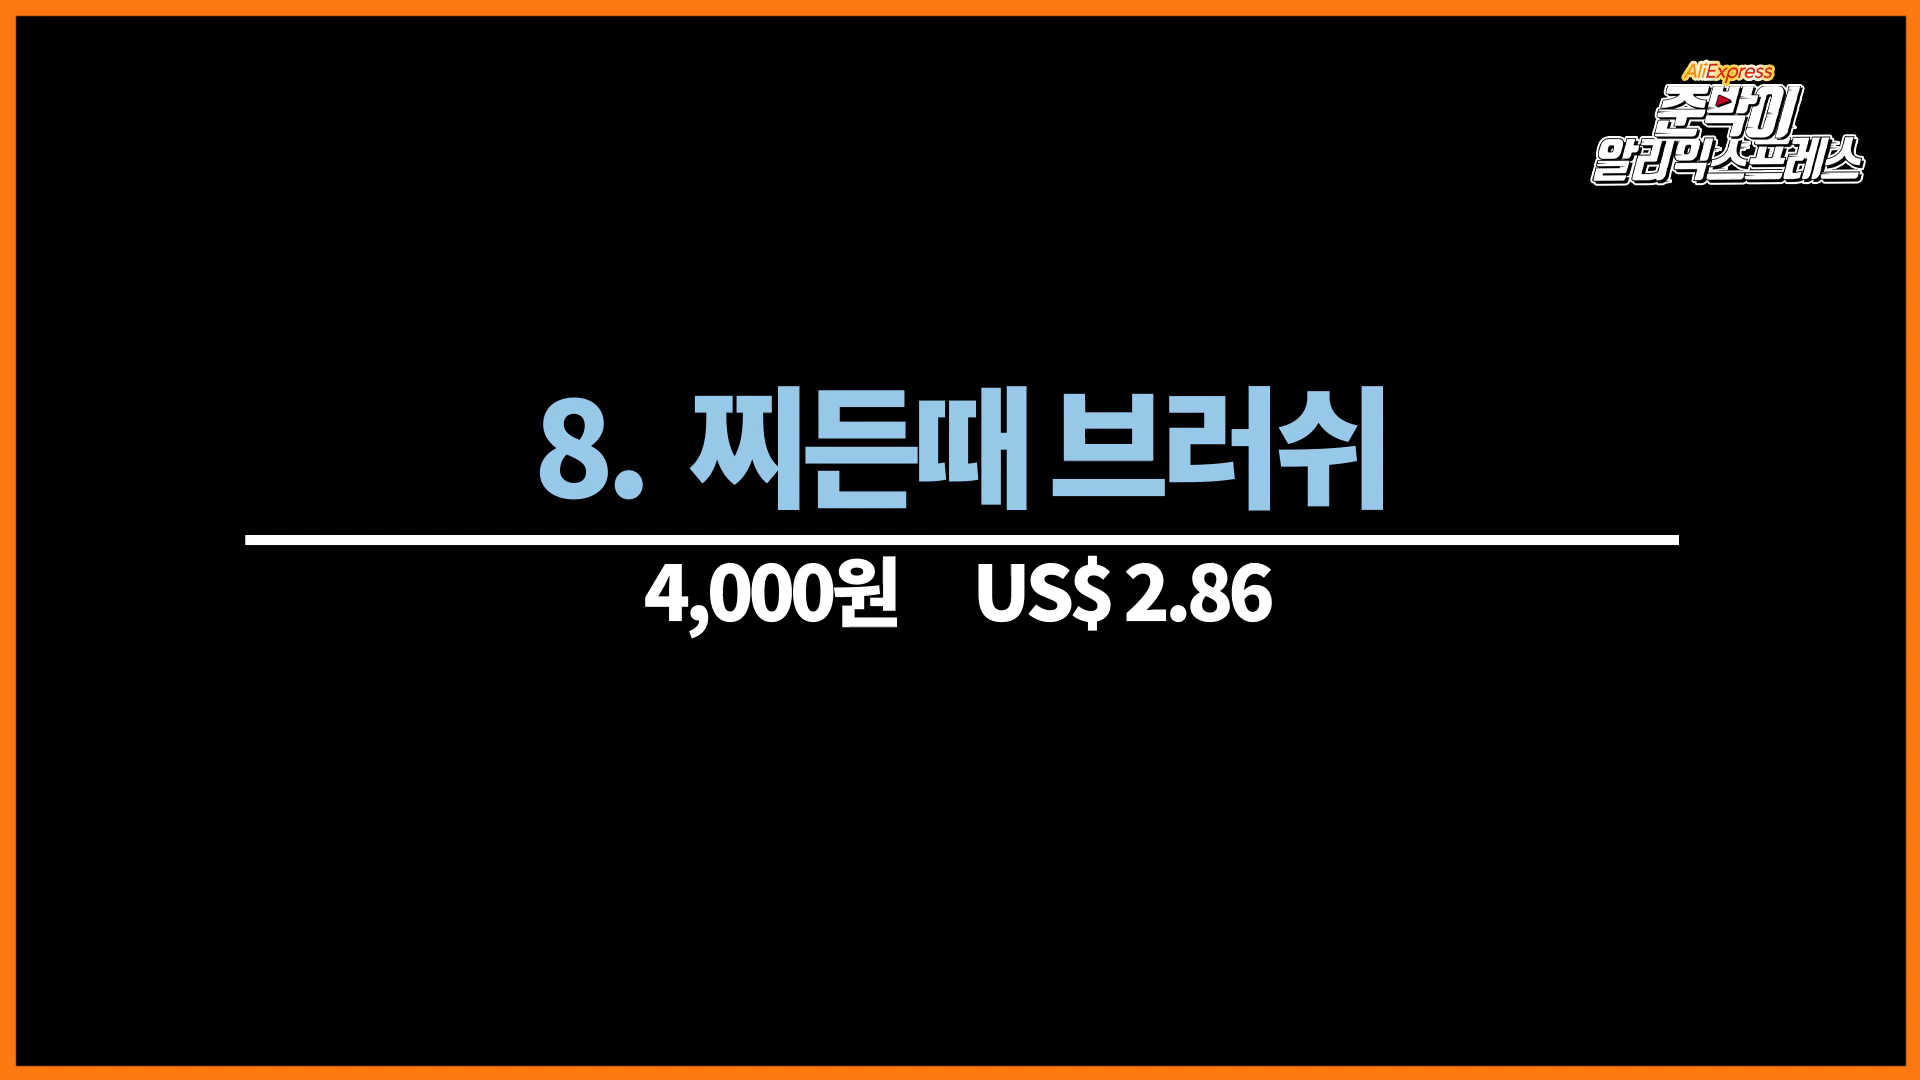 AliExpress
준박이
알리익스프레스
8. 찌든때 브러쉬
4,000원 US$ 2.86